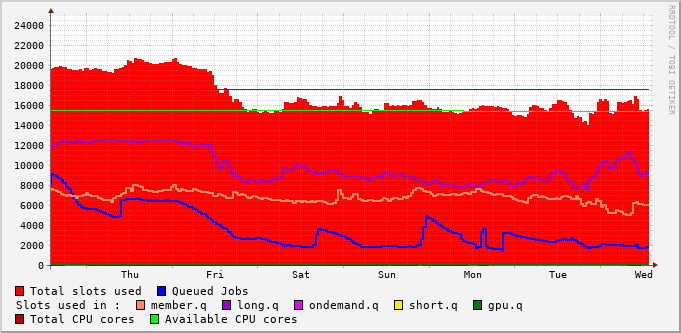 RRDTOOL / TOBI OETIKER
24000
22000
20000
18000
16000
14000
12000
10000
8000
6000
4000
2000
0
Thu Fri Sat Sun Mon Tue Wed
Total slots used Queued Jobs
Slots used in : member.q long.q ondemand.q short.q gpu.q
Total CPU cores Available CPU cores